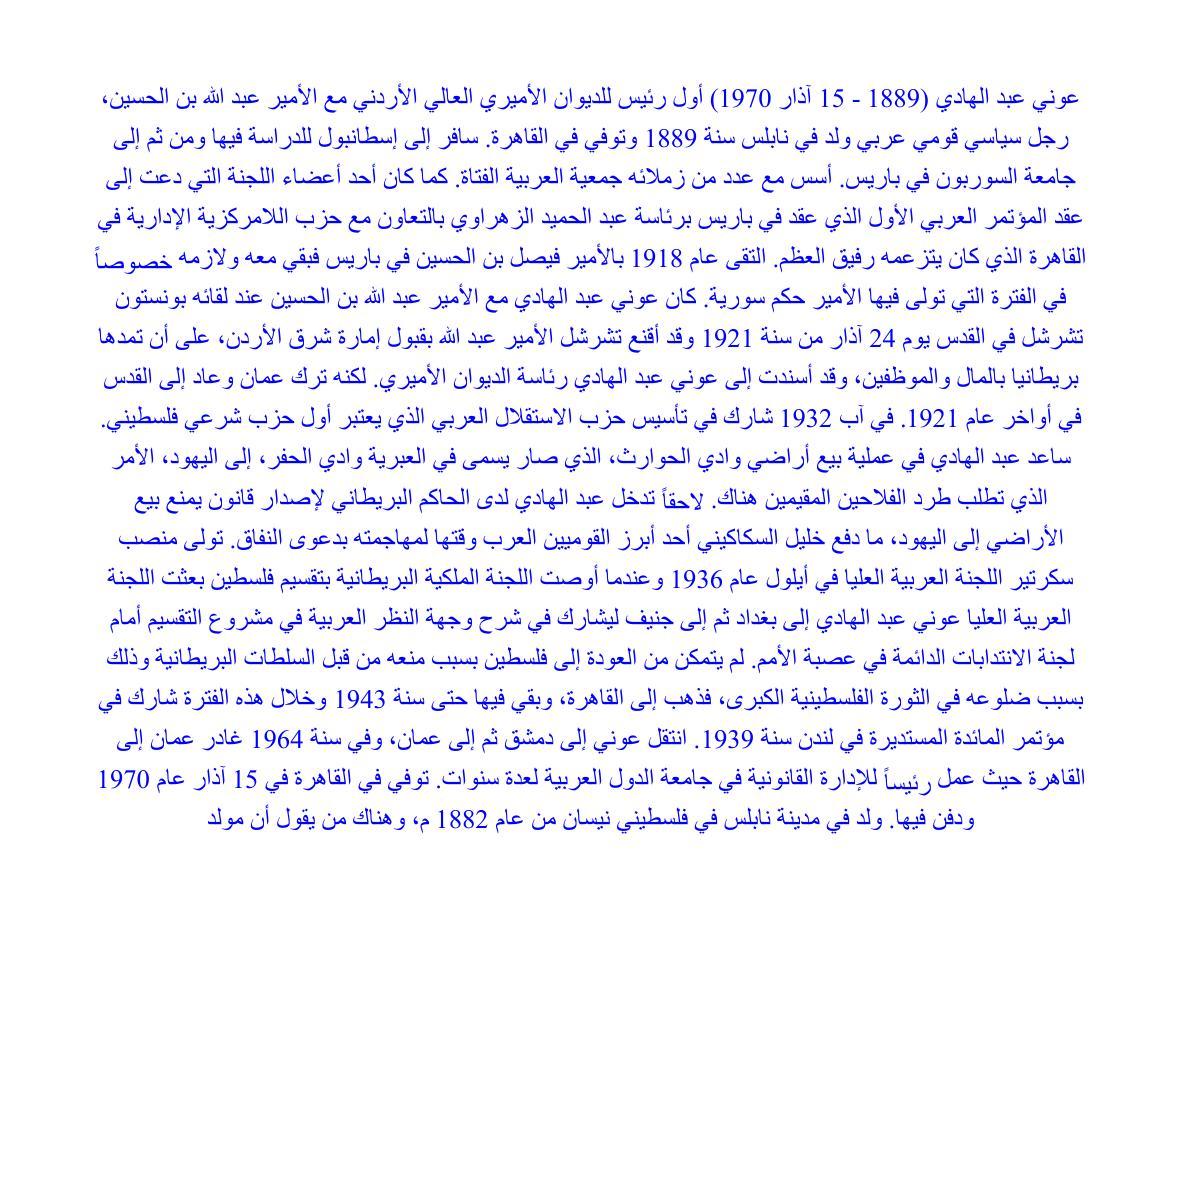 عوني عبد الهادي (1889 - 15 آذار 1970) أول رئيس للديوان الأميري العالي الأردني مع الأمير عبد الله بن الحسين،
رجل سياسي قومي عربي ولد في نابلس سنة 1889 وتوفي في القاهرة. سافر إلى إسطانبول للدراسة فيها ومن ثم إلى
جامعة السوربون في باريس. أسس مع عدد من زملائه جمعية العربية الفتاة. كما كان أحد أعضاء اللجنة التي دعت إلى
عقد المؤتمر العربي الأول الذي عقد في باريس برئاسة عبد الحميد الزهراوي بالتعاون مع حزب اللامركزية الإدارية في
القاهرة الذي كان يتزعمه رفيق العظم. التقى عام 1918 بالأمير فيصل بن الحسين في باريس فبقي معه ولازمه خصوصاً
في الفترة التي تولى فيها الأمير حكم سورية. كان عوني عبد الهادي مع الأمير عبد الله بن الحسين عند لقائه بونستون
تشرشل في القدس يوم 24 آذار من سنة 1921 وقد أقنع تشرشل الأمير عبد الله بقبول إمارة شرق الأردن، على أن تمدها
بريطانيا بالمال والموظفين، وقد أسندت إلى عوني عبد الهادي رئاسة الديوان الأميري. لكنه ترك عمان وعاد إلى القدس
في أواخر عام 1921. في آب 1932 شارك في تأسيس حزب الاستقلال العربي الذي يعتبر أول حزب شرعي فلسطيني.
ساعد عبد الهادي في عملية بيع أراضي وادي الحوارث، الذي صار يسمى في العبرية وادي الحفر، إلى اليهود، الأمر
الذي تطلب طرد الفلاحين المقيمين هناك. لاحقاً تدخل عبد الهادي لدى الحاكم البريطاني لإصدار قانون يمنع بيع
الأراضي إلى اليهود، ما دفع خليل السكاكيني أحد أبرز القوميين العرب وقتها لمهاجمته بدعوى النفاق. تولى منصب
سكرتير اللجنة العربية العليا في أيلول عام 1936 وعندما أوصت اللجنة الملكية البريطانية بتقسيم فلسطين بعثت اللجنة
العربية العليا عوني عبد الهادي إلى بغداد ثم إلى جنيف ليشارك في شرح وجهة النظر العربية في مشروع التقسيم أمام
لجنة الانتدابات الدائمة في عصبة الأمم. لم يتمكن من العودة إلى فلسطين بسبب منعه من قبل السلطات البريطانية وذلك
بسبب ضلوعه في الثورة الفلسطينية الكبرى، فذهب إلى القاهرة، وبقي فيها حتى سنة 1943 وخلال هذه الفترة شارك في
مؤتمر المائدة المستديرة في لندن سنة 1939. انتقل عوني إلى دمشق ثم إلى عمان، وفي سنة 1964 غادر عمان إلى
القاهرة حيث عمل رئيساً للإدارة القانونية في جامعة الدول العربية لعدة سنوات. توفي في القاهرة في 15 آذار عام 1970
ودفن فيها. ولد في مدينة نابلس في فلسطيني نيسان من عام 1882 م، وهناك من يقول أن مولد